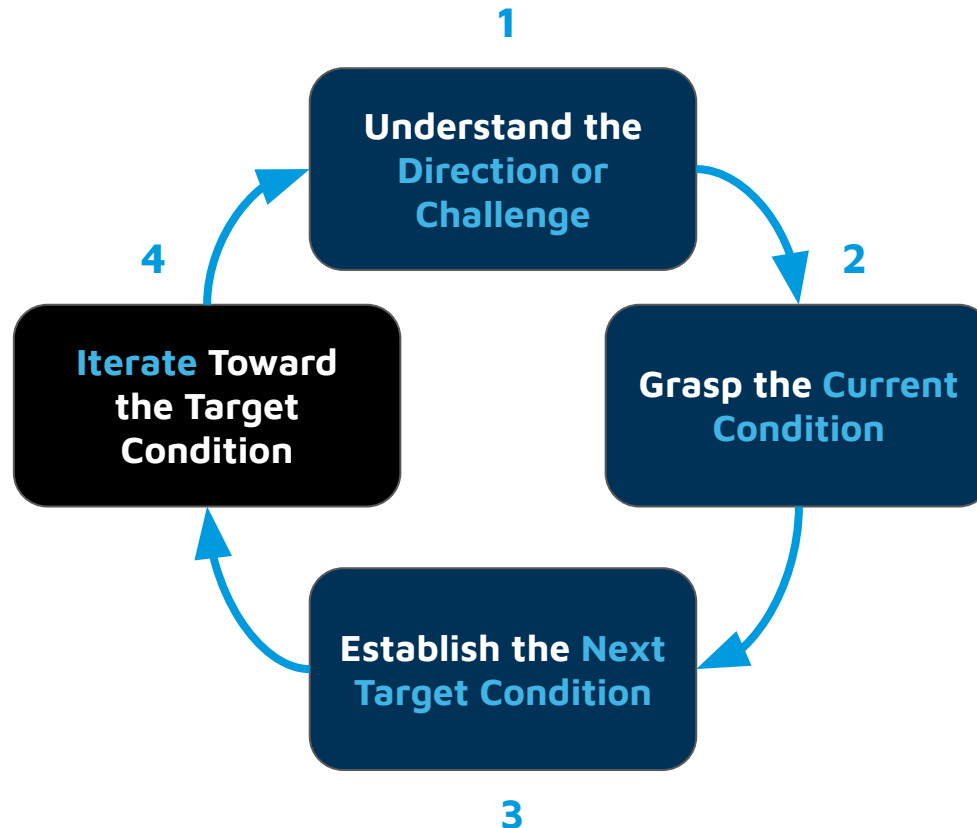 1
Understand the
Direction or
Challenge
2
Grasp the Current
Condition
3
Establish the Next
Target Condition
4
Iterate Toward
the Target
Condition